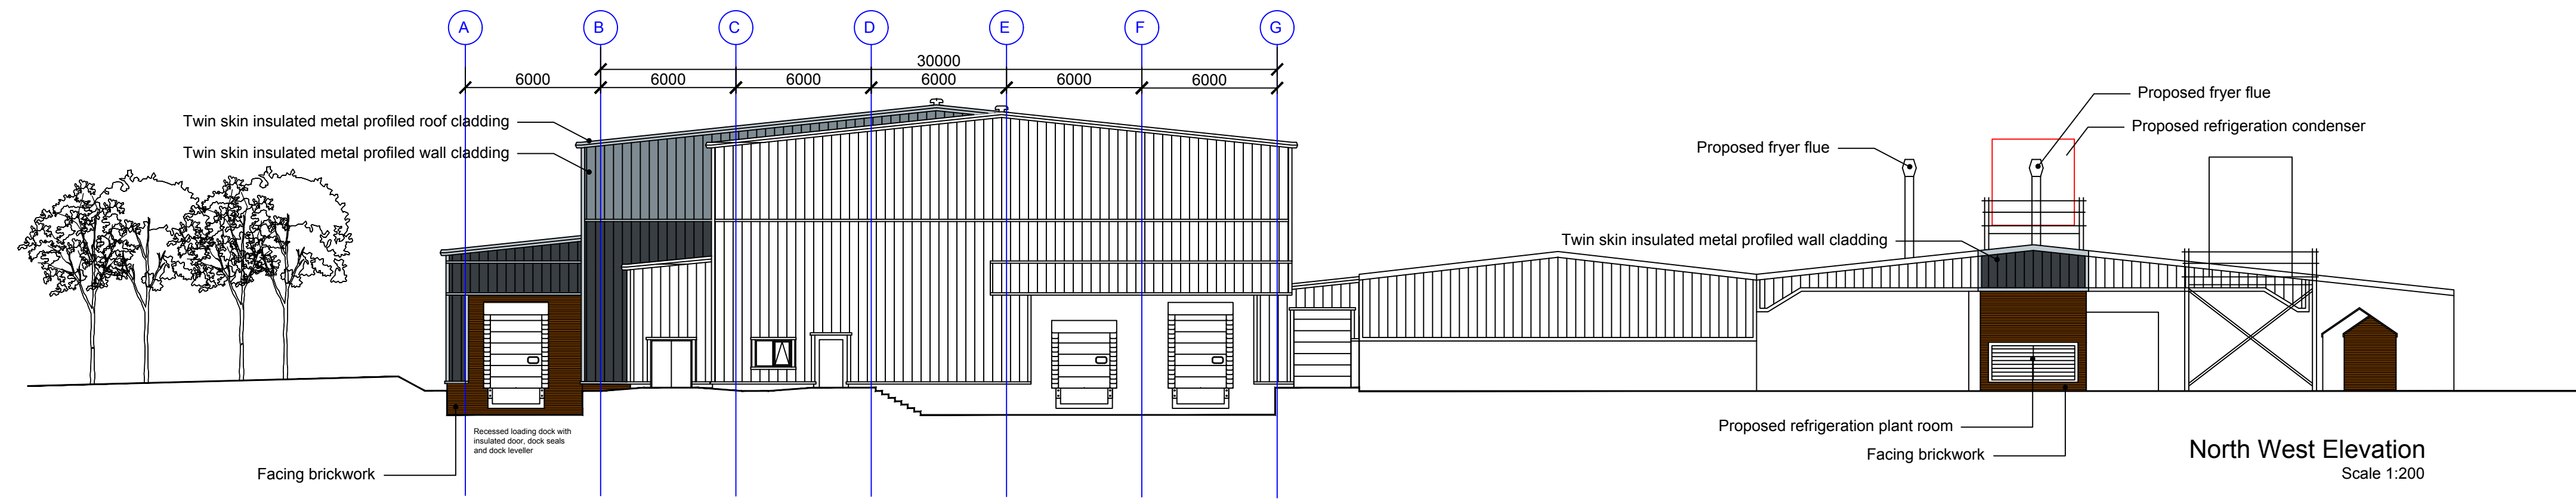 A B C D E F G
30000
6000 6000 6000 6000 6000 6000
Twin skin insulated metal profiled roof cladding
Twin skin insulated metal profiled wall cladding
Proposed fryer flue
Proposed refrigeration condenser
Proposed fryer flue
Twin skin insulated metal profiled wall cladding
Recessed loading dock with
insulated door, dock seals
and dock leveller
Facing brickwork
Proposed refrigeration plant room
Facing brickwork
North West Elevation
Scale 1:200